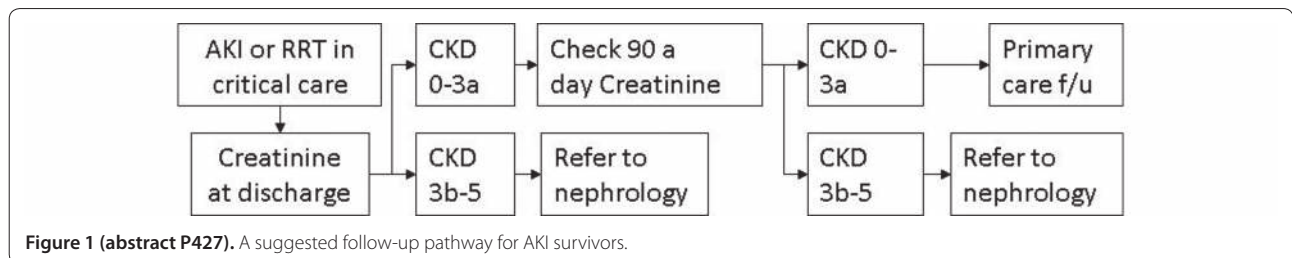 AKI or RRT in
critical care
Creatinine
at discharge
CKD
0-3a
Check 90 a
day Creatinine
CKD 0-
3a
Primary
care f/u
CKD
3b-5
Refer to
nephrology
CKD
3b-5
Refer to
nephrology
Figure 1 (abstract P427). A suggested follow-up pathway for AKI survivors.